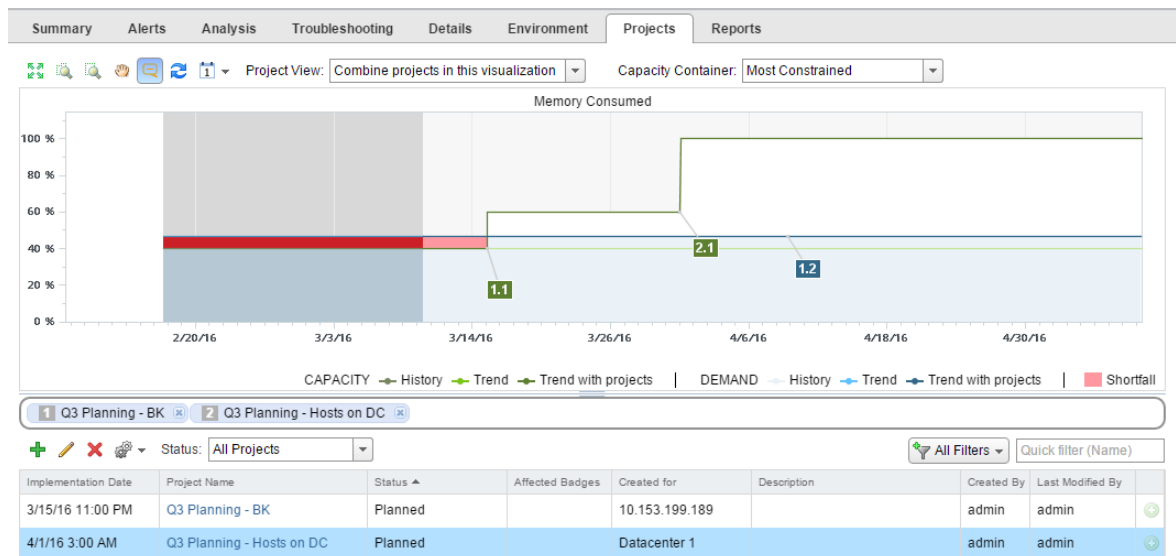 Summary Alerts Analysis Troubleshooting Details Environment Projects Reports
1 Project View: Combine projects in this visualization Capacity Container: Most Constrained
Memory Consumed
100 %
80 %
60 %
40 %
20 %
0 %
2.1
1.2
1.1
2/20/16 3/3/16 3/14/16 3/26/16 4/6/16 4/18/16 4/30/16
CAPACITY History Trend Trend with projects | DEMAND History Trend Trend with projects | Shortfall
1 Q3 Planning - BK 2 Q3 Planning - Hosts on DC
Status: All Projects All Filters Quick filter (Name)
Implementation Date Project Name Status Affected Badges Created for Description Created By Last Modified By
3/15/16 11:00 PM Q3 Planning - BK Planned 10.153.199.189 admin admin
4/1/16 3:00 AM Q3 Planning - Hosts on DC Planned Datacenter 1 admin admin